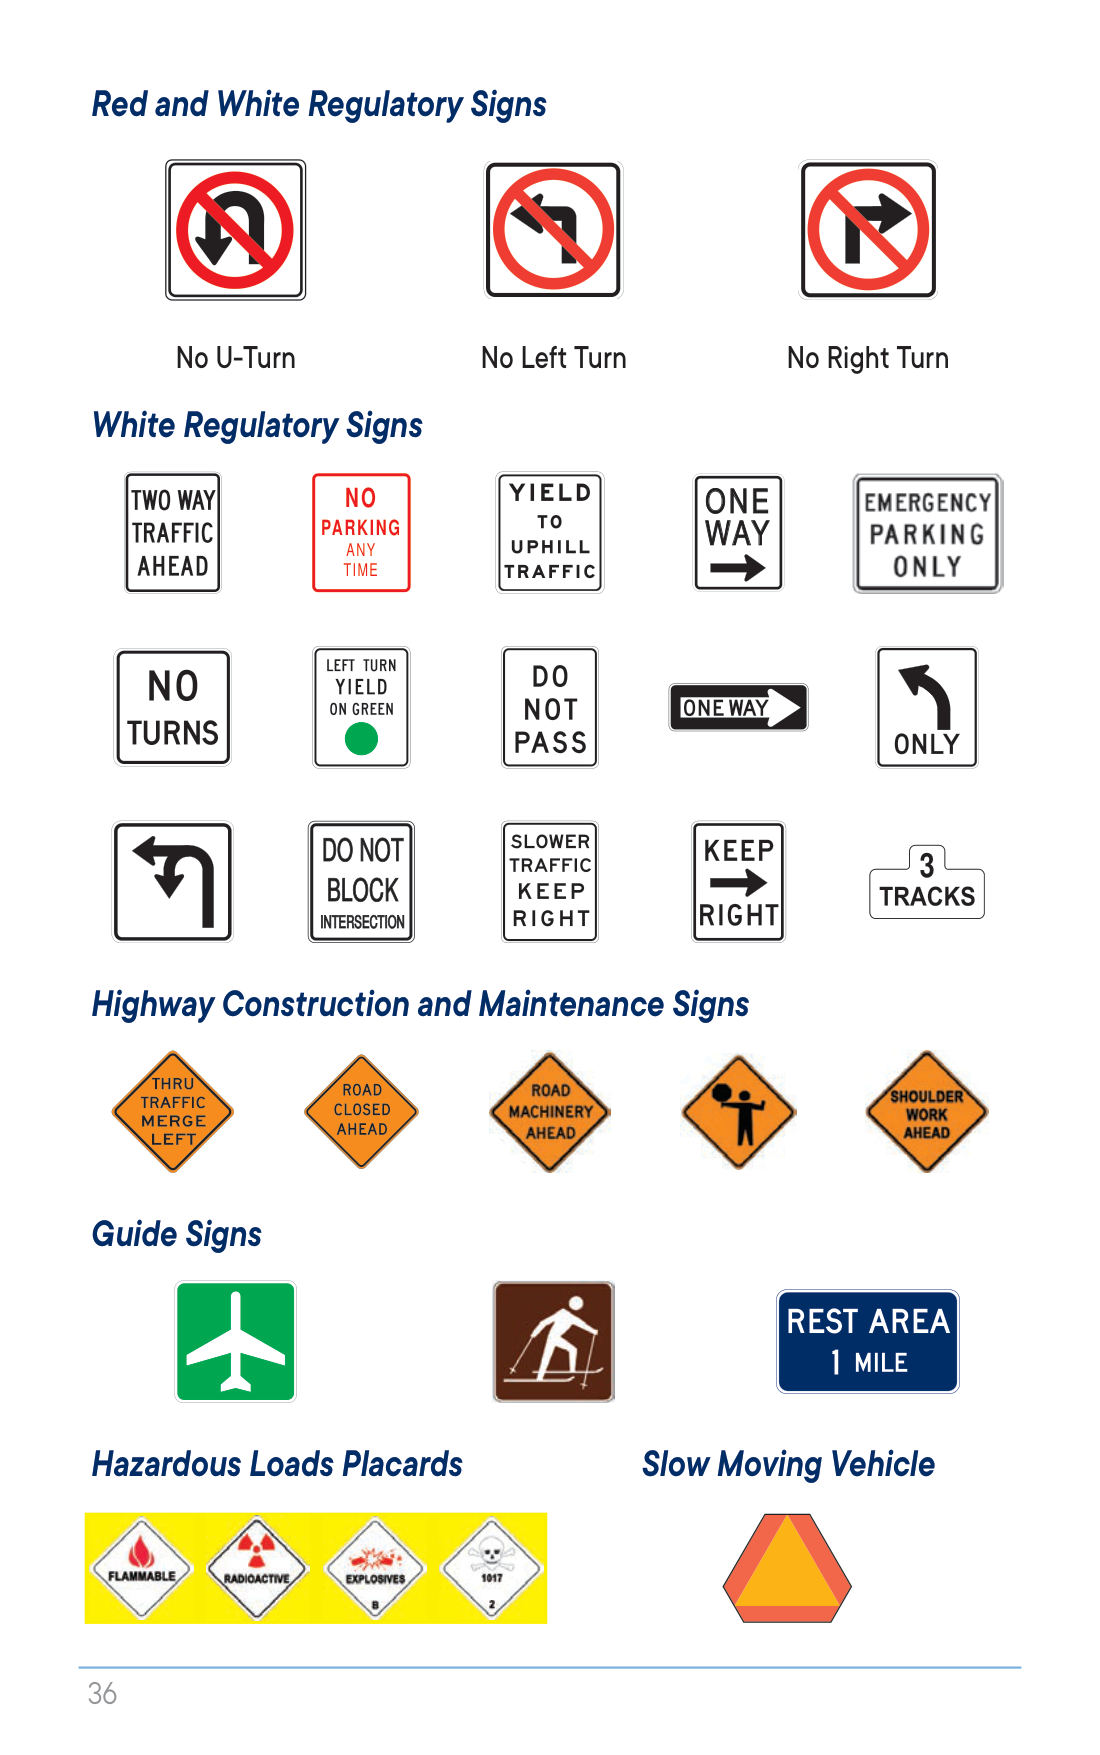 Red and White Regulatory Signs
No U-Turn
No Left Turn
No Right Turn
White Regulatory Signs
TWO WAY
TRAFFIC
AHEAD
NO
PARKING
ANY
TIME
YIELD
TO
UPHILL
TRAFFIC
ONE
WAY
EMERGENCY
PARKING
ONLY
NO
TURNS
LEFT TURN
YIELD
ON GREEN
DO
NOT
PASS
ONE WAY
ONLY
DO NOT
BLOCK
INTERSECTION
SLOWER
TRAFFIC
KEEP
RIGHT
KEEP
RIGHT
3
TRACKS
Highway Construction and Maintenance Signs
THRU
TRAFFIC
MERGE
LEFT
ROAD
CLOSED
AHEAD
ROAD
MACHINERY
AHEAD
SHOULDER
WORK
AHEAD
Guide Signs
REST AREA
1 MILE
Hazardous Loads Placards
Slow Moving Vehicle
FLAMMABLE
RADIOACTIVE
EXPLOSIVES
B
1017
2
36